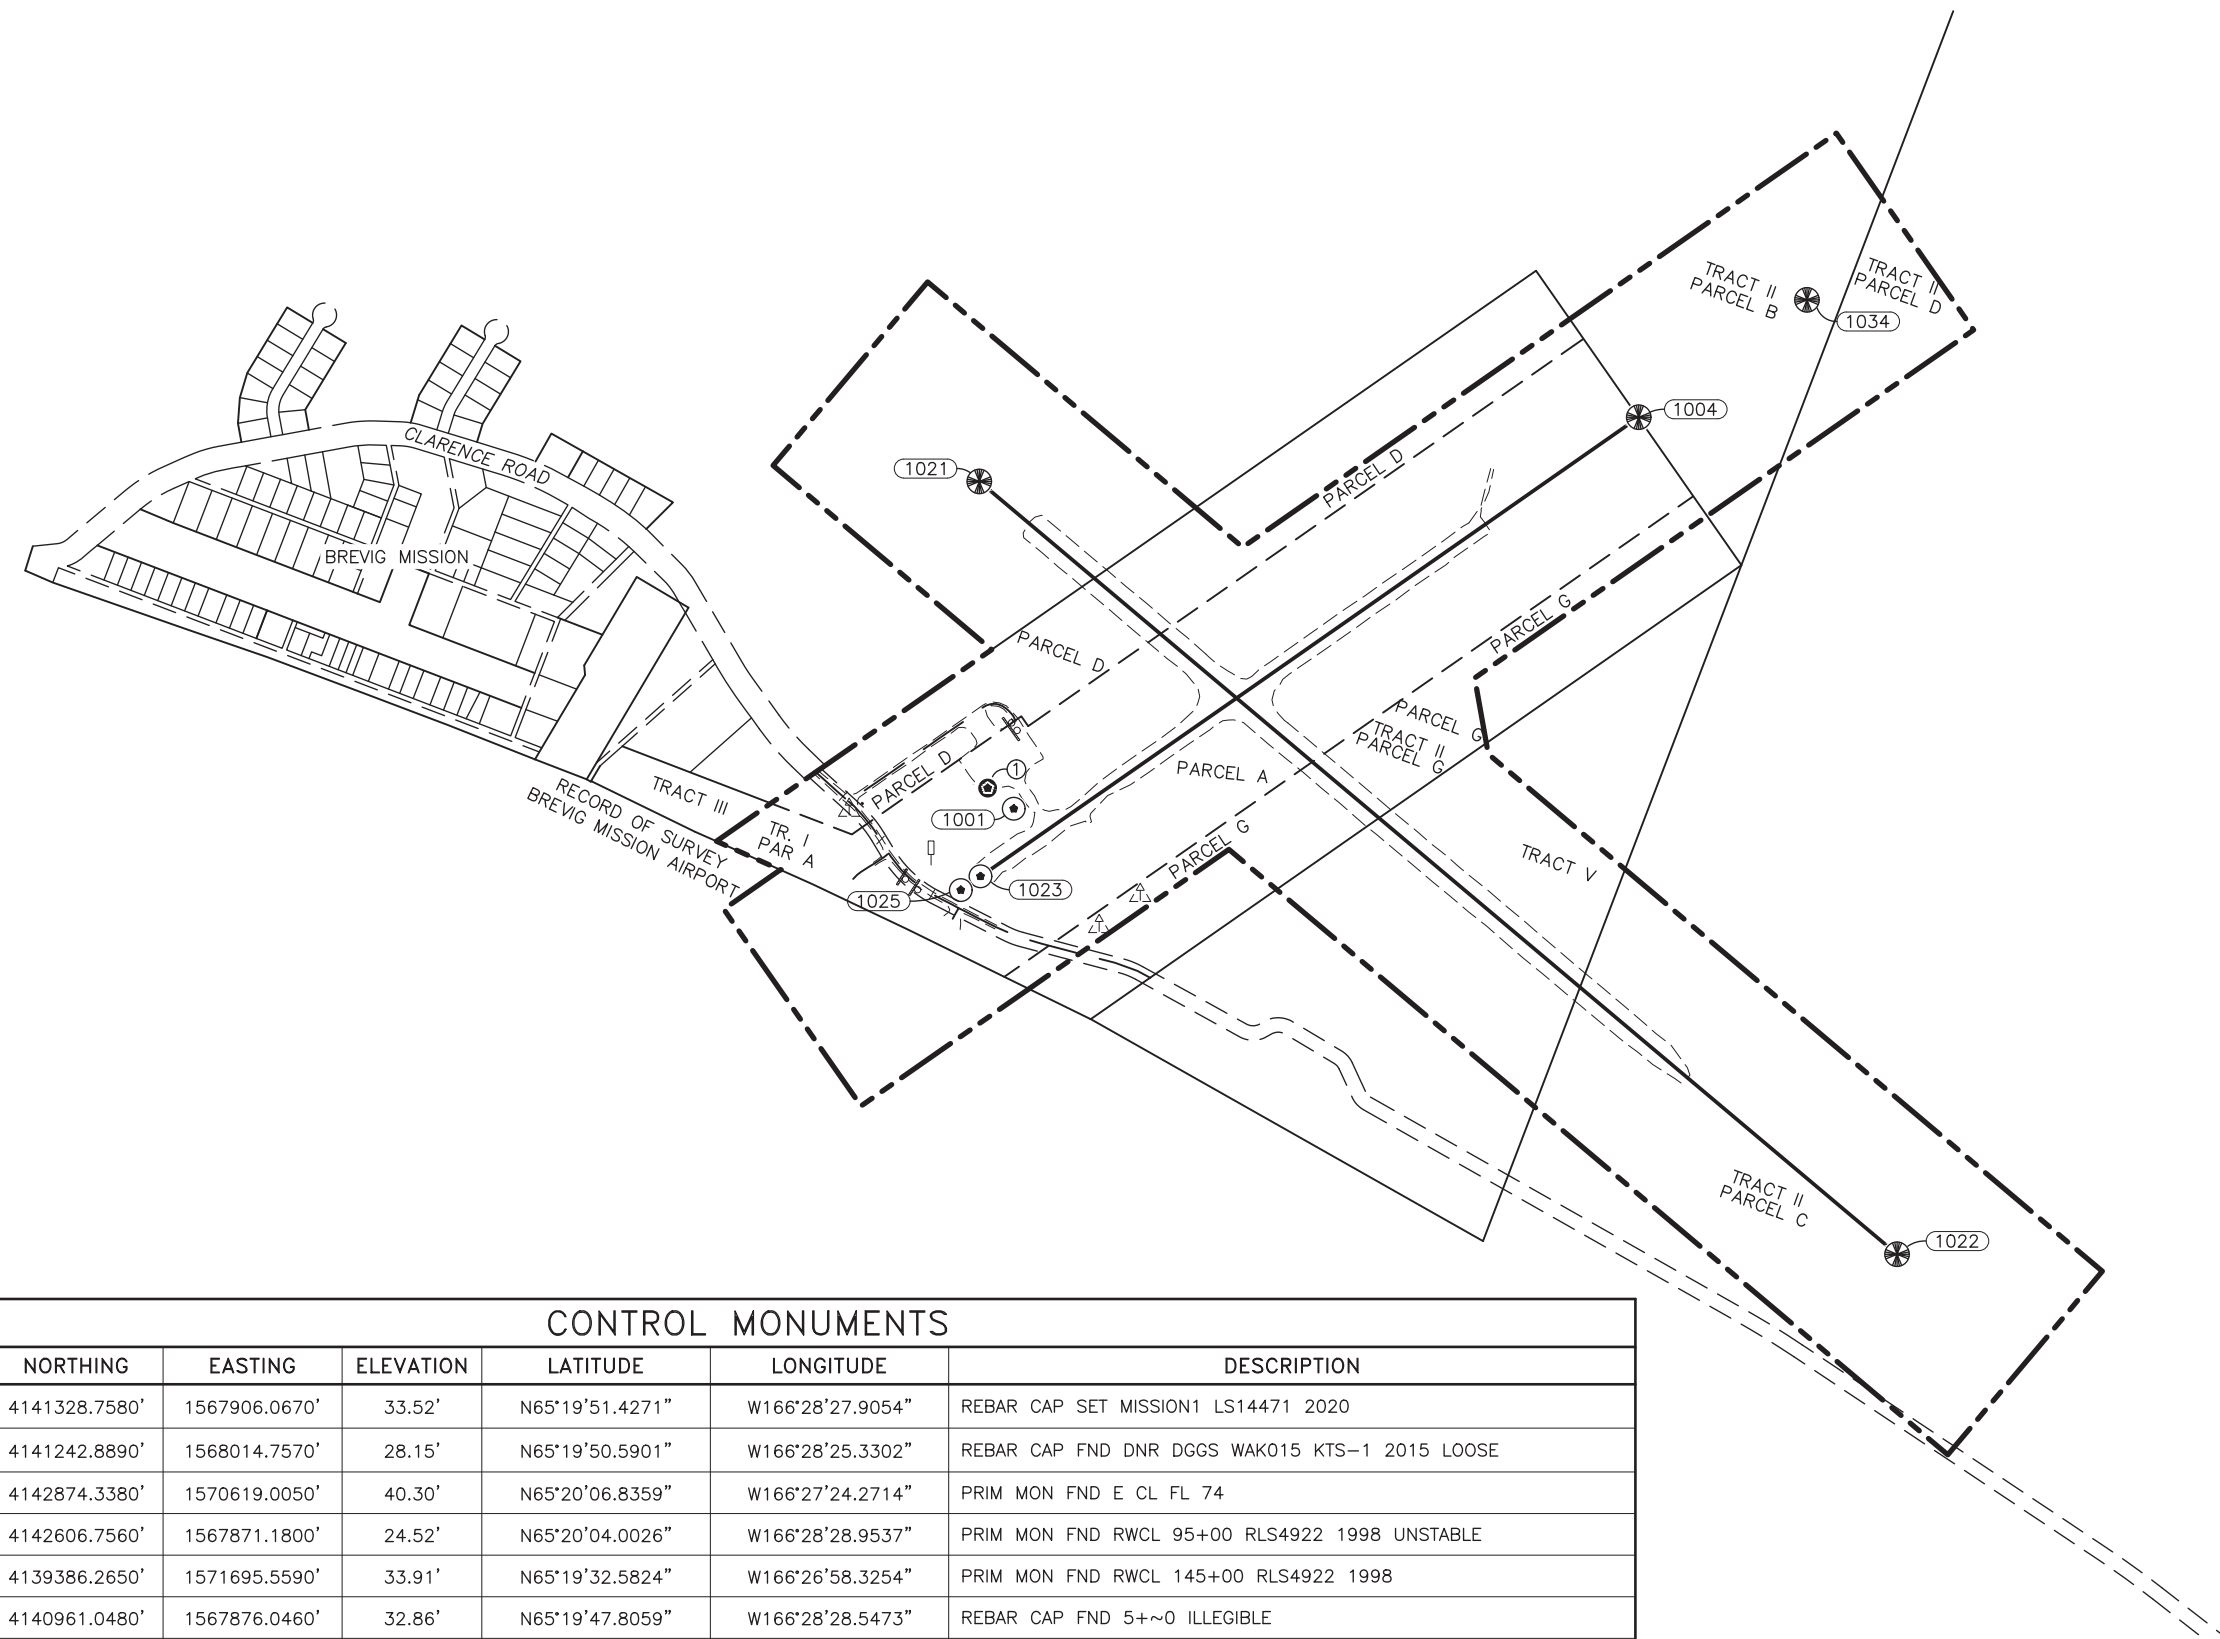 TRACT II
PARCEL B
TRACT II
PARCEL D
1034
1004
PARCEL D
1021
CLARENCE ROAD
BREVIG MISSION
PARCEL G
PARCEL D
PARCEL G
TRACT II
PARCEL G
PARCEL D
1
PARCEL A
1001
TRACT III
TR. I
PAR A
RECORD OF SURVEY
BREVIG MISSION AIRPORT
PARCEL G
TRACT V
1023
1025
TRACT II
PARCEL C
1022
CONTROL MONUMENTS
NORTHING EASTING ELEVATION LATITUDE LONGITUDE DESCRIPTION
4141328.7580' 1567906.0670' 33.52' N65°19'51.4271" W166°28'27.9054" REBAR CAP SET MISSION1 LS14471 2020
4141242.8890' 1568014.7570' 28.15' N65°19'50.5901" W166°28'25.3302" REBAR CAP FND DNR DGGS WAK015 KTS-1 2015 LOOSE
4142874.3380' 1570619.0050' 40.30' N65°20'06.8359" W166°27'24.2714" PRIM MON FND E CL FL 74
4142606.7560' 1567871.1800' 24.52' N65°20'04.0026" W166°28'28.9537" PRIM MON FND RWCL 95+00 RLS4922 1998 UNSTABLE
4139386.2650' 1571695.5590' 33.91' N65°19'32.5824" W166°26'58.3254" PRIM MON FND RWCL 145+00 RLS4922 1998
4140961.0480' 1567876.0460' 32.86' N65°19'47.8059" W166°28'28.5473" REBAR CAP FND 5+~0 ILLEGIBLE